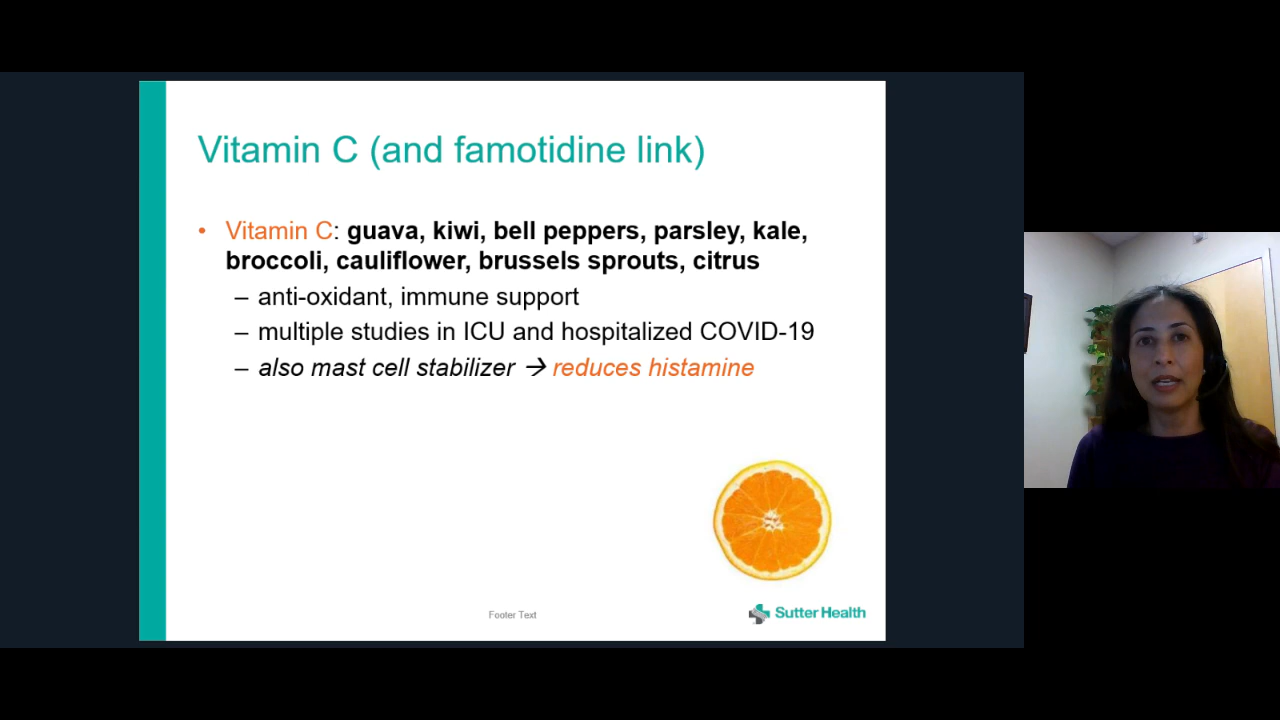 Vitamin C (and famotidine link)
• Vitamin C: guava, kiwi, bell peppers, parsley, kale,
broccoli, cauliflower, brussels sprouts, citrus
– anti-oxidant, immune support
– multiple studies in ICU and hospitalized COVID-19
– also mast cell stabilizer → reduces histamine
Footer Text
Sutter Health